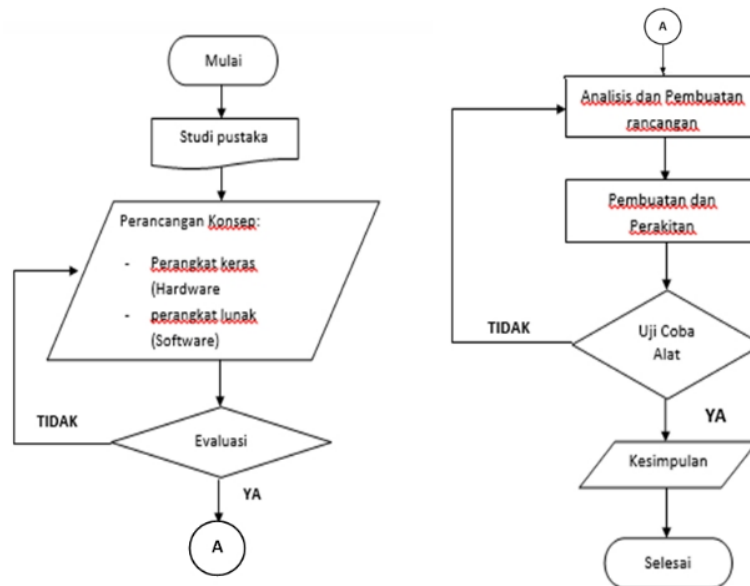 Mulai
Studi pustaka
Perancangan Konsep:
- Perangkat keras
(Hardware
- perangkat lunak
(Software)
TIDAK
Evaluasi
YA
A
A
Analisis dan Pembuatan
rancangan
Pembuatan dan
Perakitan
TIDAK
Uji Coba
Alat
YA
Kesimpulan
Selesai